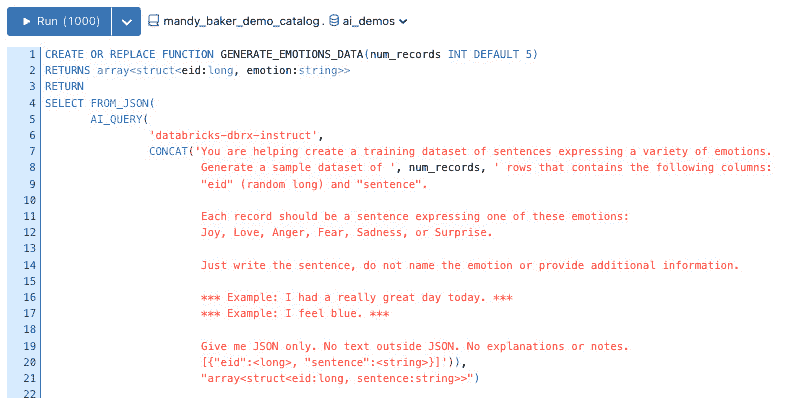 Run (1000) mandy_baker_demo_catalog. ai_demos
1 CREATE OR REPLACE FUNCTION GENERATE_EMOTIONS_DATA(num_records INT DEFAULT 5)
2 RETURNS array<struct<eid:long, emotion:string>>
3 RETURN
4 SELECT FROM_JSON(
5 AI_QUERY(
6 'databricks-dbrx-instruct',
7 CONCAT('You are helping create a training dataset of sentences expressing a variety of emotions.
8 Generate a sample dataset of ', num_records, ' rows that contains the following columns:
9 "eid" (random long) and "sentence".
10
11 Each record should be a sentence expressing one of these emotions:
12 Joy, Love, Anger, Fear, Sadness, or Surprise.
13
14 Just write the sentence, do not name the emotion or provide additional information.
15
16 *** Example: I had a really great day today. ***
17 *** Example: I feel blue. ***
18
19 Give me JSON only. No text outside JSON. No explanations or notes.
20 [{"eid":<long>, "sentence":<string>}]')),
21 "array<struct<eid:long, sentence:string>>")
22